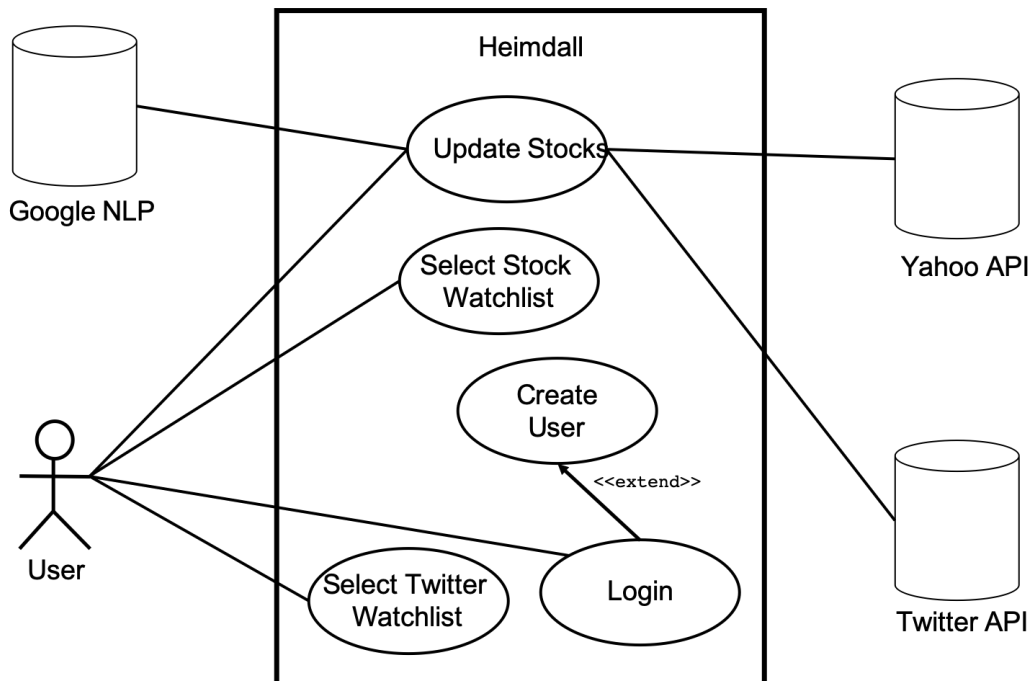 Heimdall
Update Stocks
Google NLP
Yahoo API
Select Stock
Watchlist
Create
User
<<extend>>
User
Select Twitter
Watchlist
Login
Twitter API